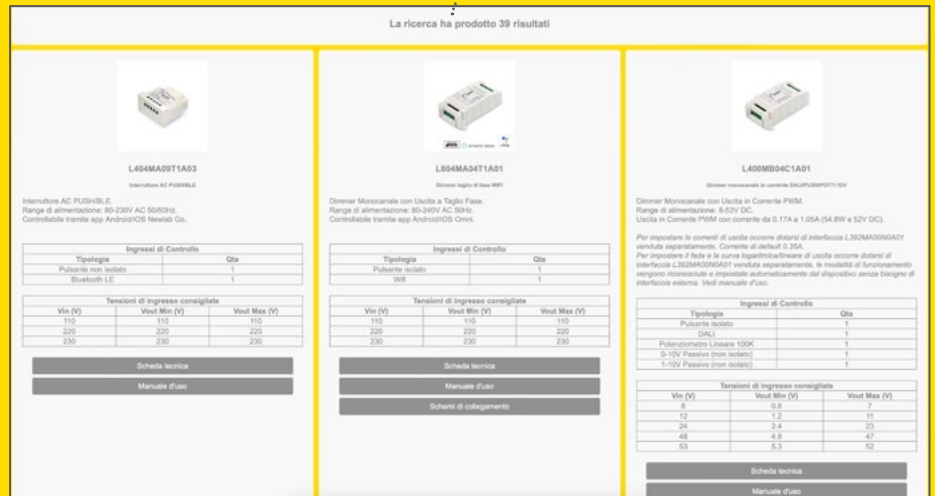 La ricerca ha prodotto 39 risultati
L404MA09T1A03
Interruttore AC PUSH/BLE
Interruttore AC PUSH/BLE.
Range di alimentazione: 80-230V AC 50/60Hz.
Controllabile tramite app Android/IOS Newlab Go.
Ingressi di Controllo
Tipologia Qta
Pulsante non isolato 1
Bluetooth LE 1
Tensioni di ingresso consigliate
Vin (V) Vout Min (V) Vout Max (V)
110 110 110
220 220 220
230 230 230
Scheda tecnica
Manuale d'uso
amazon alexa
L604MA04T1A01
Dimmer taglio di fase WIFI
Dimmer Monocanale con Uscita a Taglio Fase.
Range di alimentazione: 80-240V AC 50Hz.
Controllabile tramite app Android/IOS Omni.
Ingressi di Controllo
Tipologia Qta
Pulsante isolato 1
Wifi 1
Tensioni di ingresso consigliate
Vin (V) Vout Min (V) Vout Max (V)
110 110 110
220 220 220
230 230 230
Scheda tecnica
Manuale d'uso
Schemi di collegamento
L400MB04C1A01
Dimmer monocanale in corrente DALI/PUSH/POT/1-10V
Dimmer Monocanale con Uscita in Corrente PWM.
Range di alimentazione: 8-53V DC.
Uscita in Corrente PWM con corrente da 0.17A a 1.05A (54.6W a 52V DC).
Per impostare le correnti di uscita occorre dotarsi di interfaccia L392MA00N0A01
venduta separatamente. Corrente di default 0.35A.
Per impostare il fade e la curva logaritmica/lineare di uscita occorre dotarsi di
interfaccia L392MA00N0A01 venduta separatamente, le modalità di funzionamento
vengono riconosciute e impostate automaticamente dal dispositivo senza bisogno di
interfaccia esterna. Vedi manuale d'uso.
Ingressi di Controllo
Tipologia Qta
Pulsante isolato 1
DALI 1
Potenziometro Lineare 100K 1
0-10V Passivo (non isolato) 1
1-10V Passivo (non isolato) 1
Tensioni di ingresso consigliate
Vin (V) Vout Min (V) Vout Max (V)
8 0.8 7
12 1.2 11
24 2.4 23
48 4.8 47
53 5.3 52
Scheda tecnica
Manuale d'uso